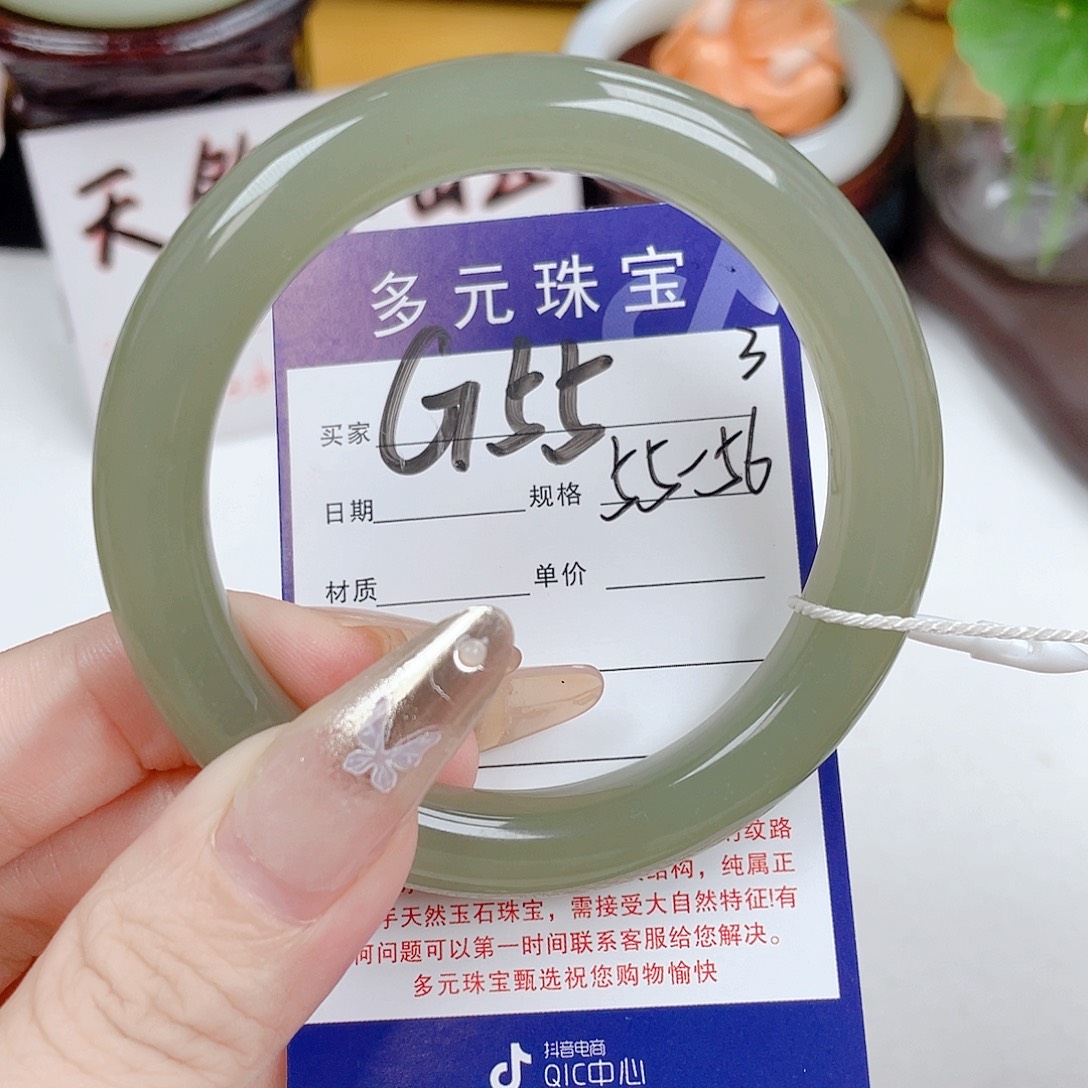 天然
多元珠宝
3
买家 G55
日期 规格 55-56
材质 单价
纹路
结构，纯属正
天然玉石珠宝，需接受大自然特征!有
何问题可以第一时间联系客服给您解决。
多元珠宝甄选祝您购物愉快
抖音电商
QIC中心